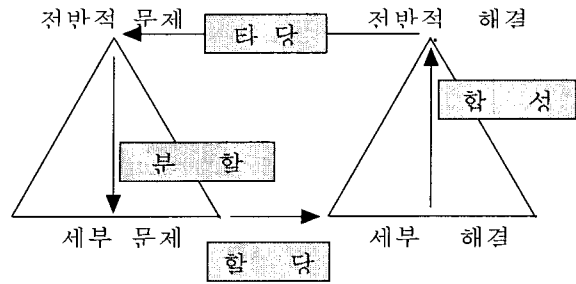 전반적 문제
전반적 해결
타당
합 성
분 할
세부 문제
세부 해결
할 당